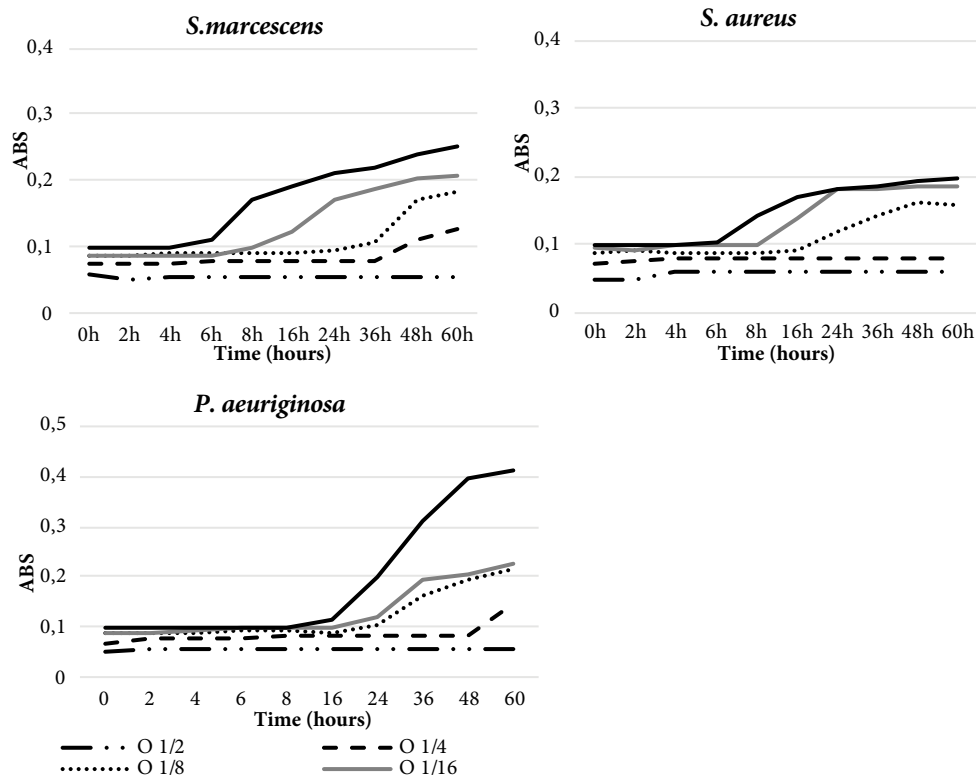 S.marcescens
0,4
0,3
0,2
0,1
0
ABS
0h 2h 4h 6h 8h 16h 24h 36h 48h 60h
Time (hours)
S. aureus
0,4
0,3
0,2
0,1
0
ABS
0h 2h 4h 6h 8h 16h 24h 36h 48h 60h
Time (hours)
P. aeuriginosa
0,5
0,4
0,3
0,2
0,1
0
ABS
0 2 4 6 8 16 24 36 48 60
Time (hours)
O 1/2 O 1/4
O 1/8 O 1/16